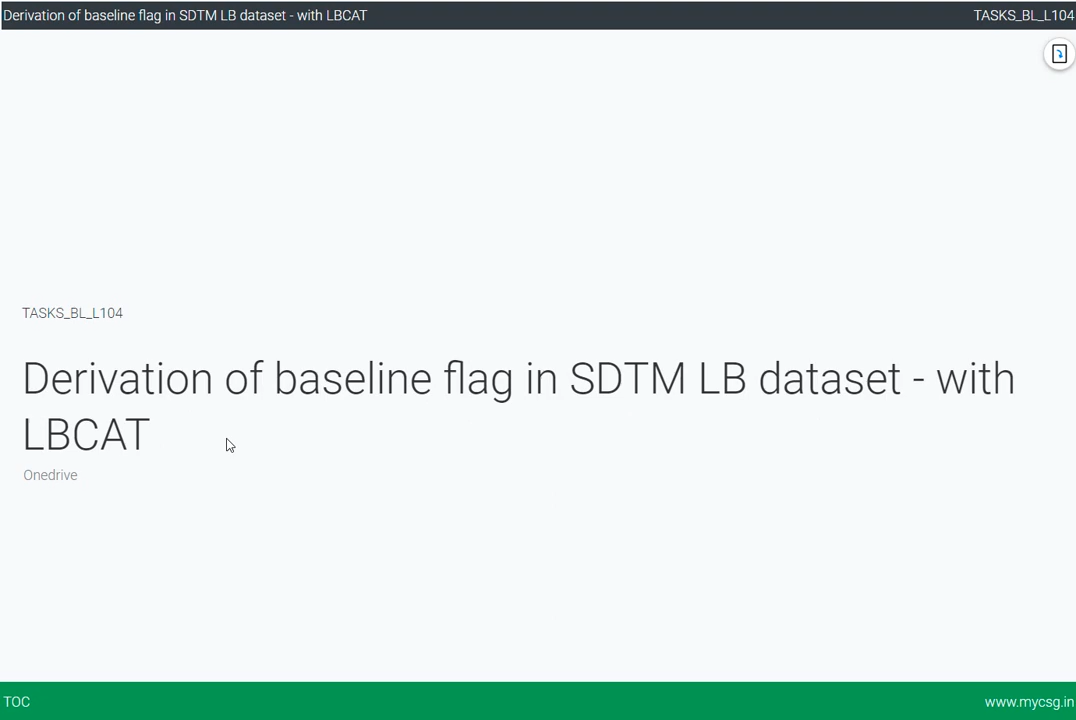 Derivation of baseline flag in SDTM LB dataset - with LBCAT TASKS_BL_L104
TASKS_BL_L104
Derivation of baseline flag in SDTM LB dataset - with
LBCAT
Onedrive
TOC www.mycsg.in